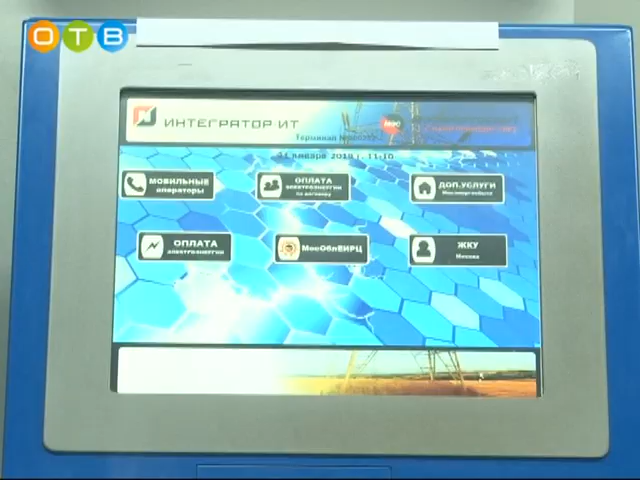 ОТВ
ИНТЕГРАТОР ИТ
Терминал
января 2018 г. 11:10
МОБИЛЬНЫЕ
операторы
ОПЛАТА
электроэнергии
по договору
ДОП.УСЛУГИ
Мосэнергосбыт
ОПЛАТА
электроэнергии
МосОблЕИРЦ
ЖКУ
Москва